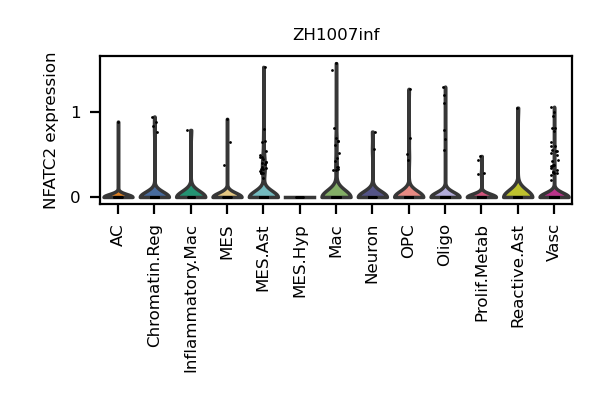 ZH1007inf
NFATC2 expression
1
0
AC
Chromatin.Reg
Inflammatory.Mac
MES
MES.Ast
MES.Hyp
Mac
Neuron
OPC
Oligo
Prolif.Metab
Reactive.Ast
Vasc